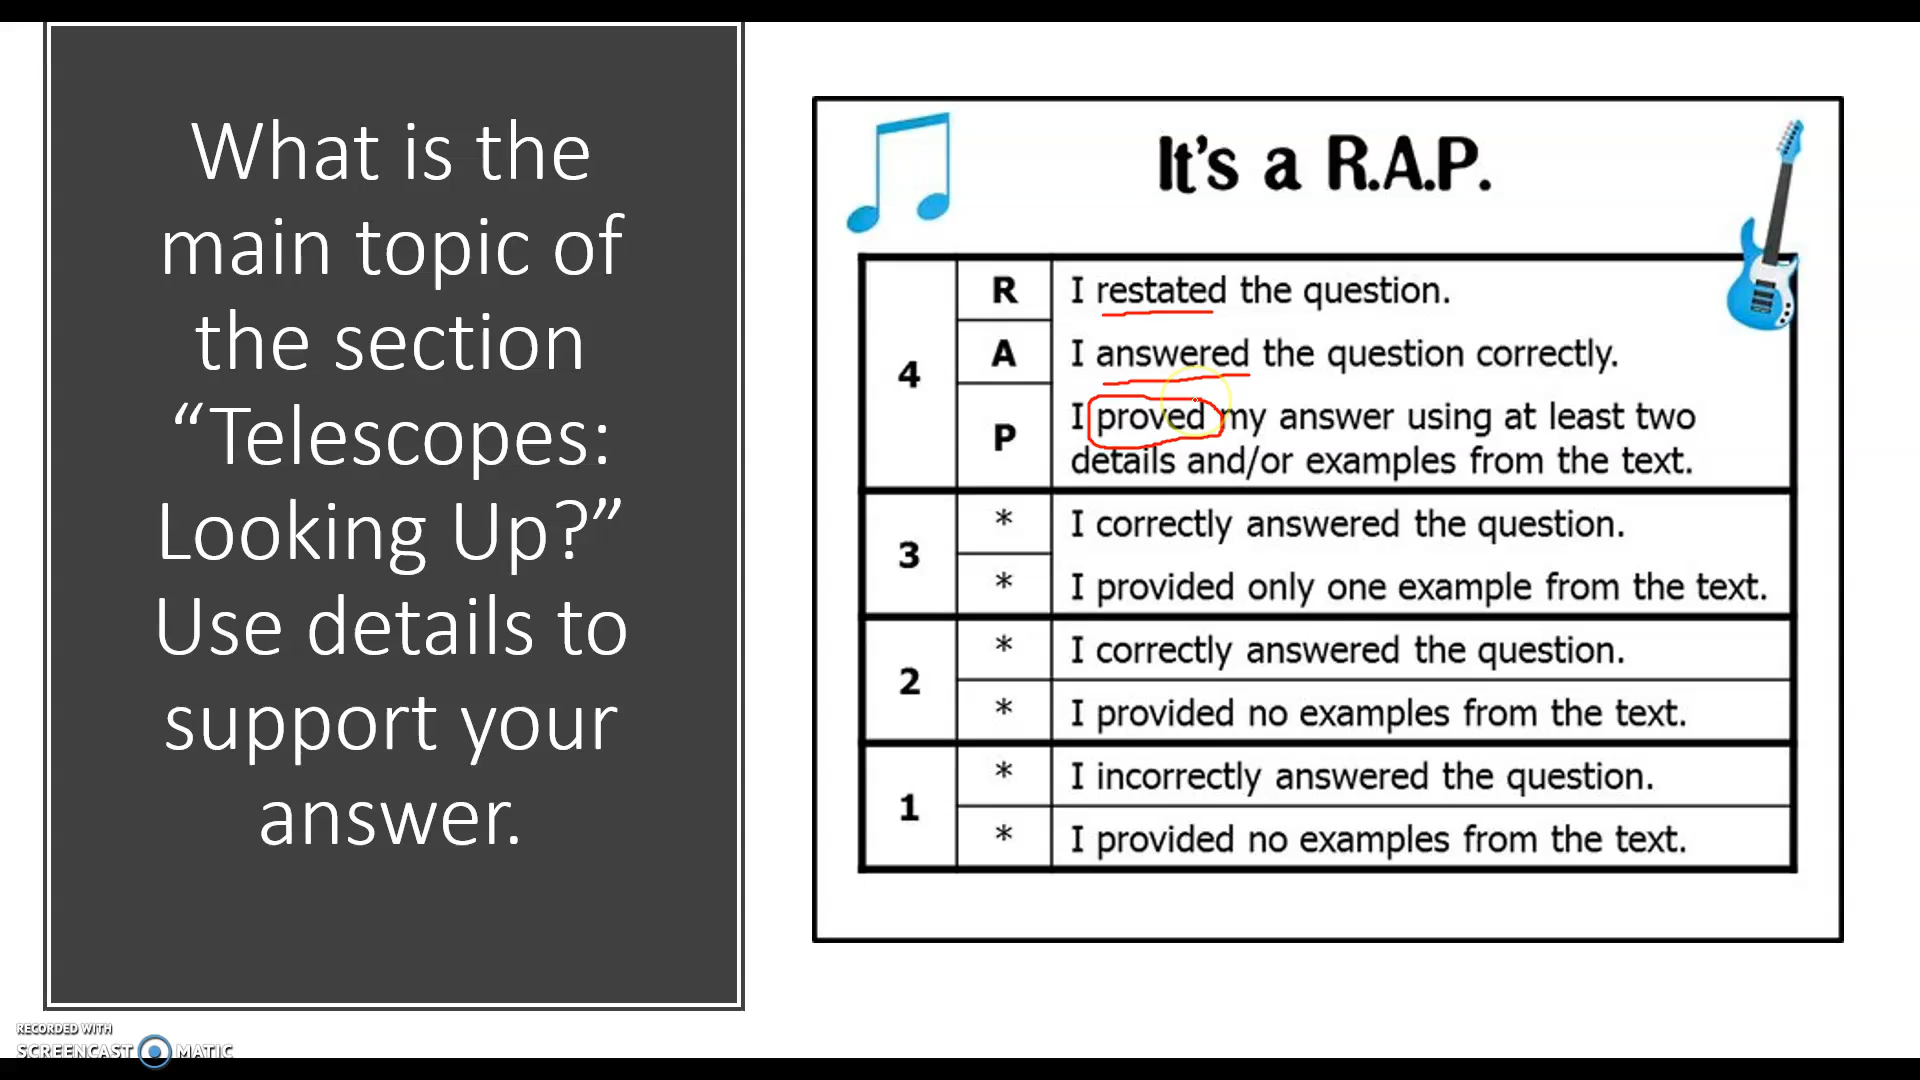 What is the
main topic of
the section
“Telescopes:
Looking Up?”
Use details to
support your
answer.
It's a R.A.P.
4
R
I restated the question.
A
I answered the question correctly.
P
I proved my answer using at least two
details and/or examples from the text.
3
*
I correctly answered the question.
*
I provided only one example from the text.
2
*
I correctly answered the question.
*
I provided no examples from the text.
1
*
I incorrectly answered the question.
*
I provided no examples from the text.
RECORDED WITH
SCREENCAST MATIC